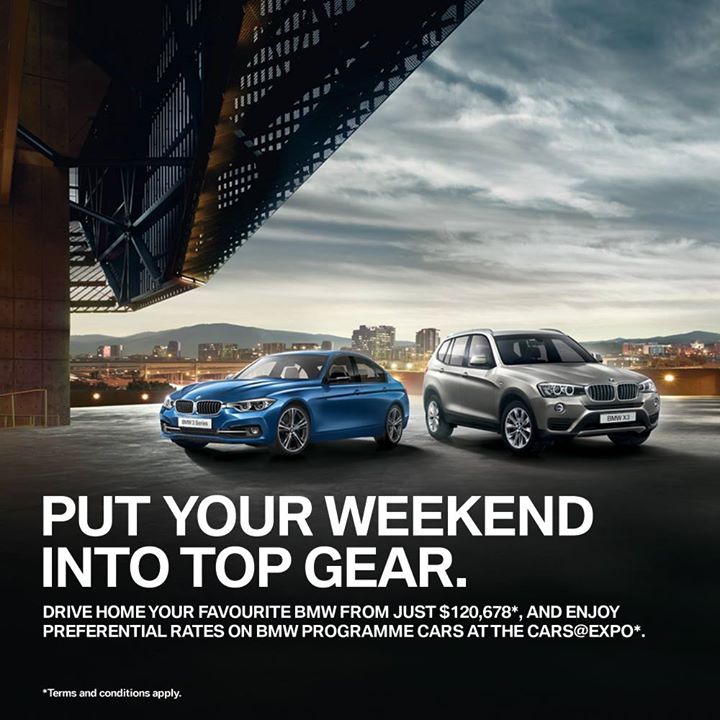 BMW 3 Series
BMW X3
PUT YOUR WEEKEND
INTO TOP GEAR.
DRIVE HOME YOUR FAVOURITE BMW FROM JUST $120,678*, AND ENJOY
PREFERENTIAL RATES ON BMW PROGRAMME CARS AT THE CARS@EXPO*.
*Terms and conditions apply.